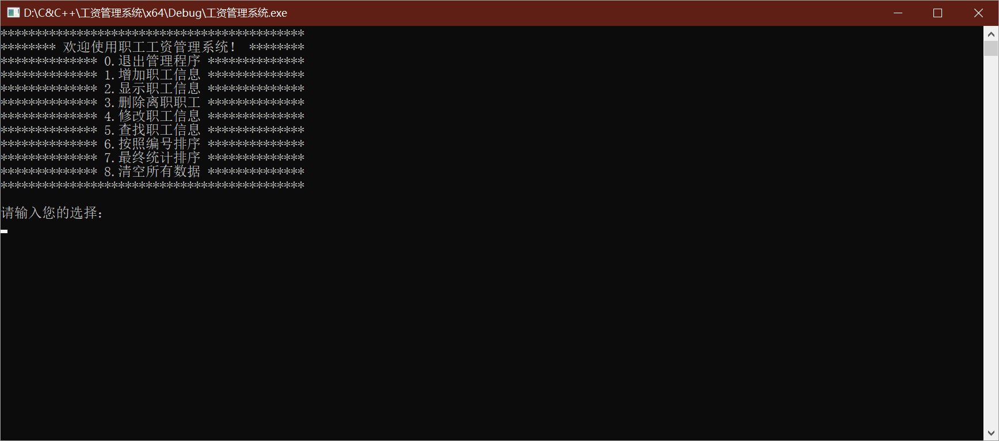 D:\C&C++\工资管理系统\x64\Debug\工资管理系统.exe
********************************************
******** 欢迎使用职工工资管理系统！ ********
************** 0.退出管理程序 **************
************** 1.增加职工信息 **************
************** 2.显示职工信息 **************
************** 3.删除离职职工 **************
************** 4.修改职工信息 **************
************** 5.查找职工信息 **************
************** 6.按照编号排序 **************
************** 7.最终统计排序 **************
************** 8.清空所有数据 **************
********************************************
请输入您的选择：